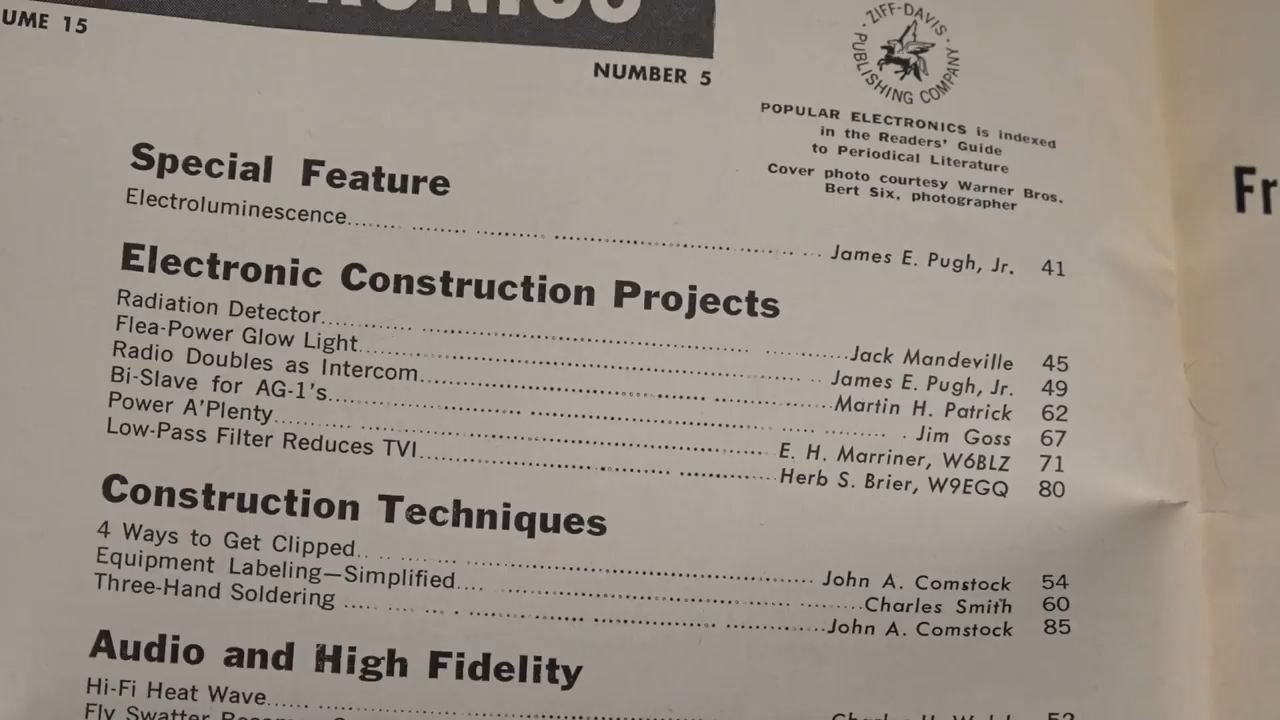 UME 15
NUMBER 5
ZIFF-DAVIS PUBLISHING COMPANY
POPULAR ELECTRONICS is indexed
in the Readers' Guide
to Periodical Literature
Cover photo courtesy Warner Bros.
Bert Six, photographer
Special Feature
Electroluminescence James E. Pugh, Jr. 41
Electronic Construction Projects
Radiation Detector Jack Mandeville 45
Flea-Power Glow Light James E. Pugh, Jr. 49
Radio Doubles as Intercom Martin H. Patrick 62
Bi-Slave for AG-1's Jim Goss 67
Power A'Plenty E. H. Marriner, W6BLZ 71
Low-Pass Filter Reduces TVI Herb S. Brier, W9EGQ 80
Construction Techniques
4 Ways to Get Clipped John A. Comstock 54
Equipment Labeling—Simplified Charles Smith 60
Three-Hand Soldering John A. Comstock 85
Audio and High Fidelity
Hi-Fi Heat Wave
Fly Swatter
Fr